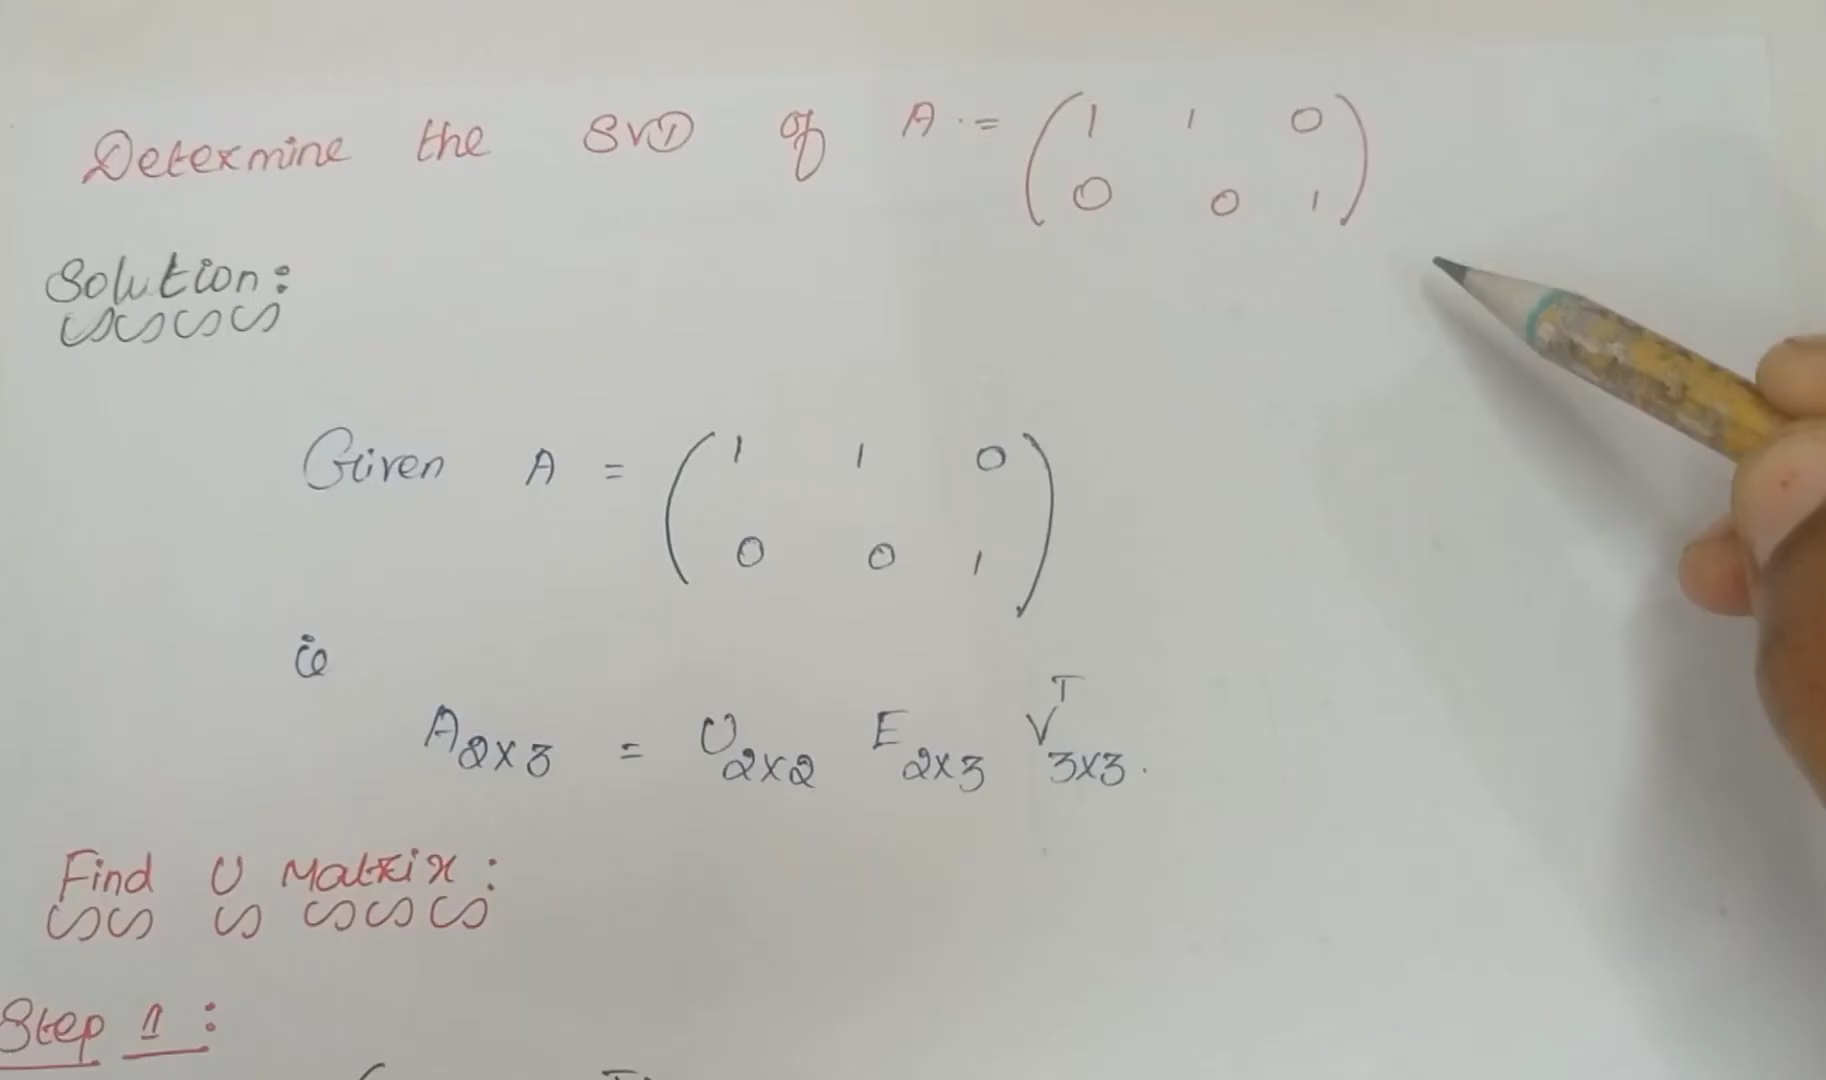 Determine the SVD of A = ( 1 1 0
0 0 1 )
Solution:
Given A = ( 1 1 0
0 0 1 )
ie
A2x3 = U2x2 E2x3 V^T3x3.
Find U Matrix:
Step 1: